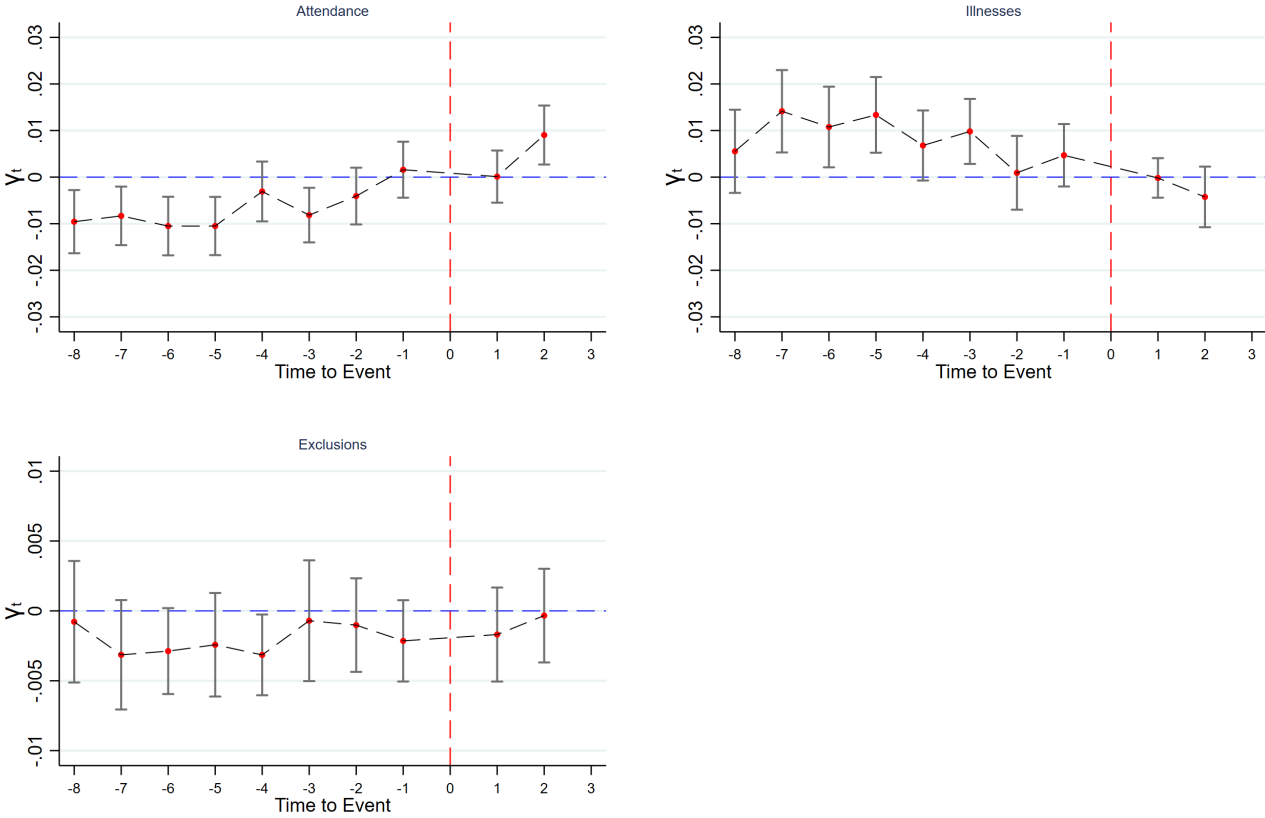 Attendance
.03
.02
.01
0
-.01
-.02
-.03
γt
-8 -7 -6 -5 -4 -3 -2 -1 0 1 2 3
Time to Event
Illnesses
.03
.02
.01
0
-.01
-.02
-.03
γt
-8 -7 -6 -5 -4 -3 -2 -1 0 1 2 3
Time to Event
Exclusions
.01
.005
0
-.005
-.01
γt
-8 -7 -6 -5 -4 -3 -2 -1 0 1 2 3
Time to Event